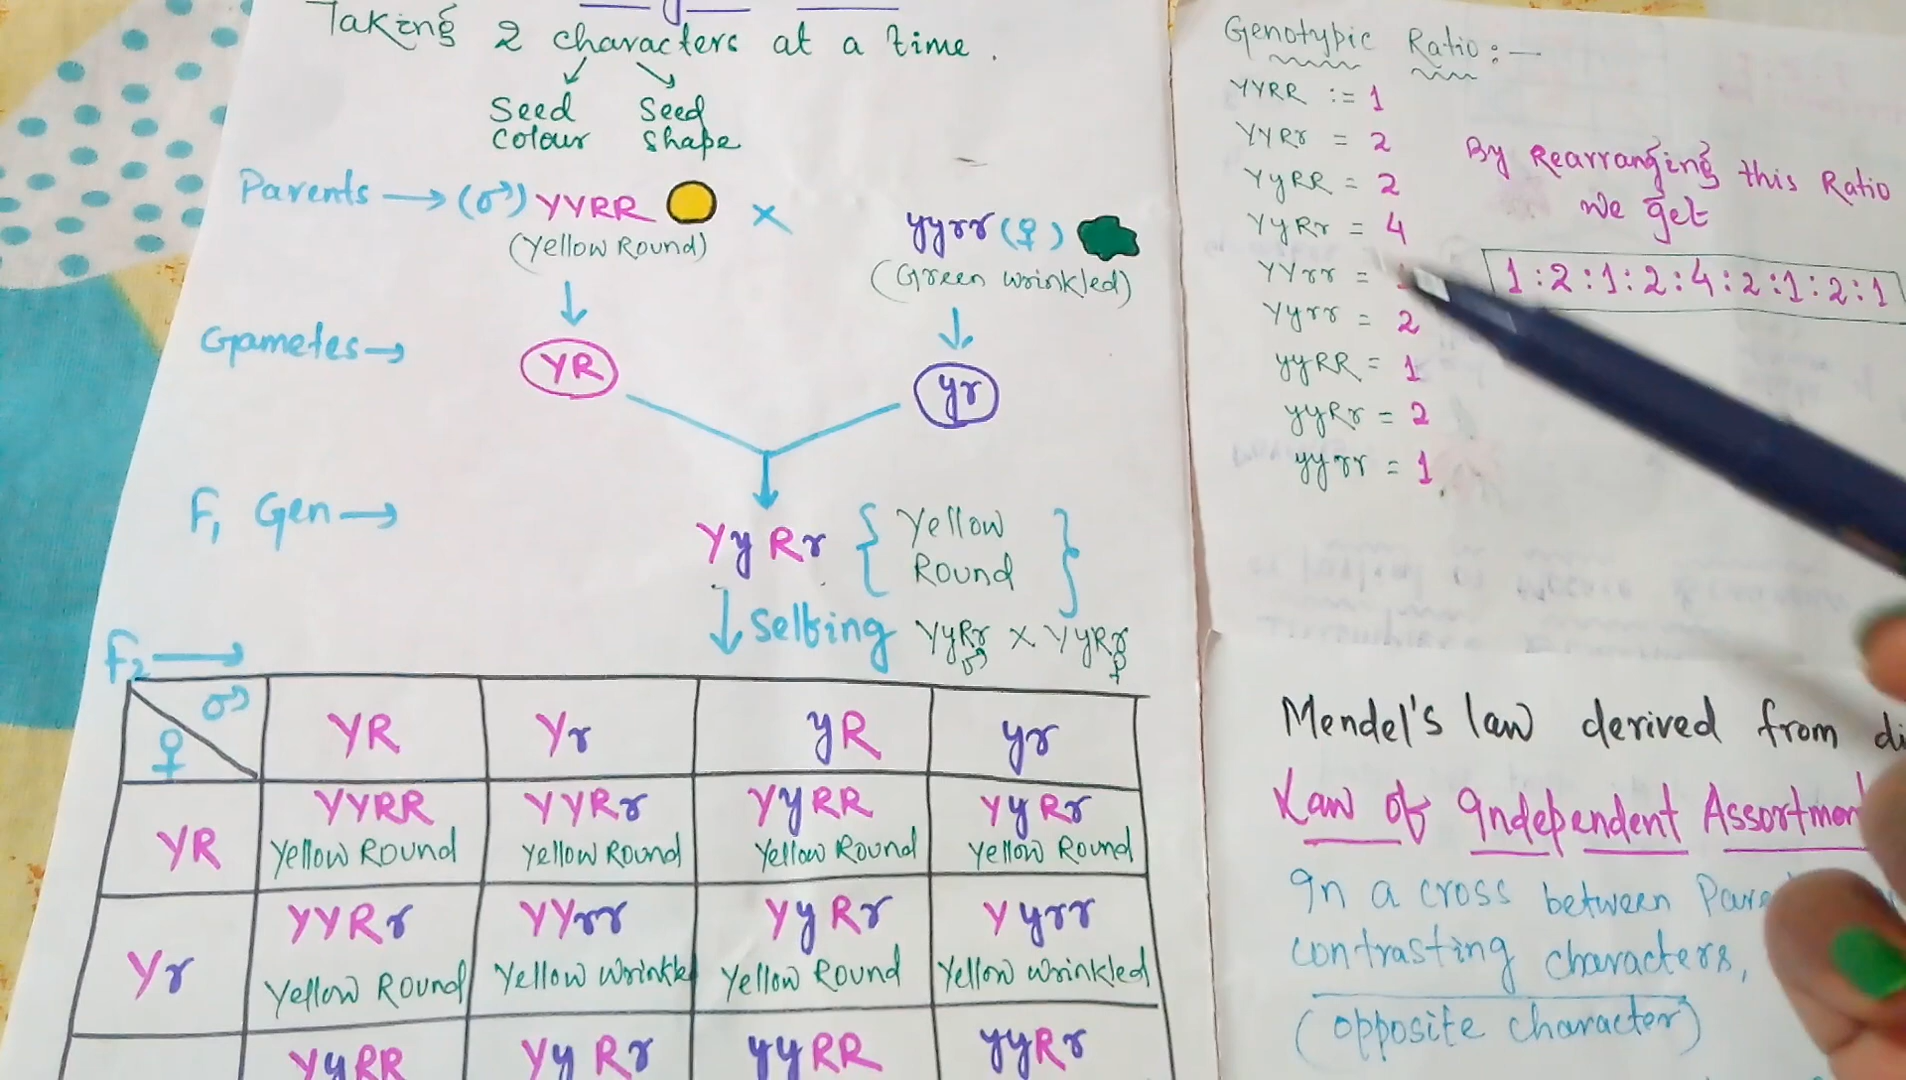 Taking 2 characters at a time.
Seed Seed
Colour Shape
Parents → (♂) YYRR × yyrr (♀)
(Yellow Round) (Green wrinkled)
Gametes → YR yr
F1 Gen → YyRr { Yellow Round }
↓ Selfing YyRr ♂ × YyRr ♀
F2 →
♂ YR Yr yR yr
♀
YR YYRR YYRr YyRR YyRr
Yellow Round Yellow Round Yellow Round Yellow Round
Yr YYRr YYrr YyRr Yyrr
Yellow Round Yellow wrinkled Yellow Round Yellow wrinkled
YyRR YyRr yyRR yyRr
Genotypic Ratio :—
YYRR := 1
YYRr = 2
YyRR = 2
YyRr = 4
YYrr = 1
Yyrr = 2
yyRR = 1
yyRr = 2
yyrr = 1
By Rearranging this Ratio
we get
1:2:1:2:4:2:1:2:1
Mendel's law derived from di
Law of Independent Assortmen
In a cross between
contrasting characters,
(opposite character)